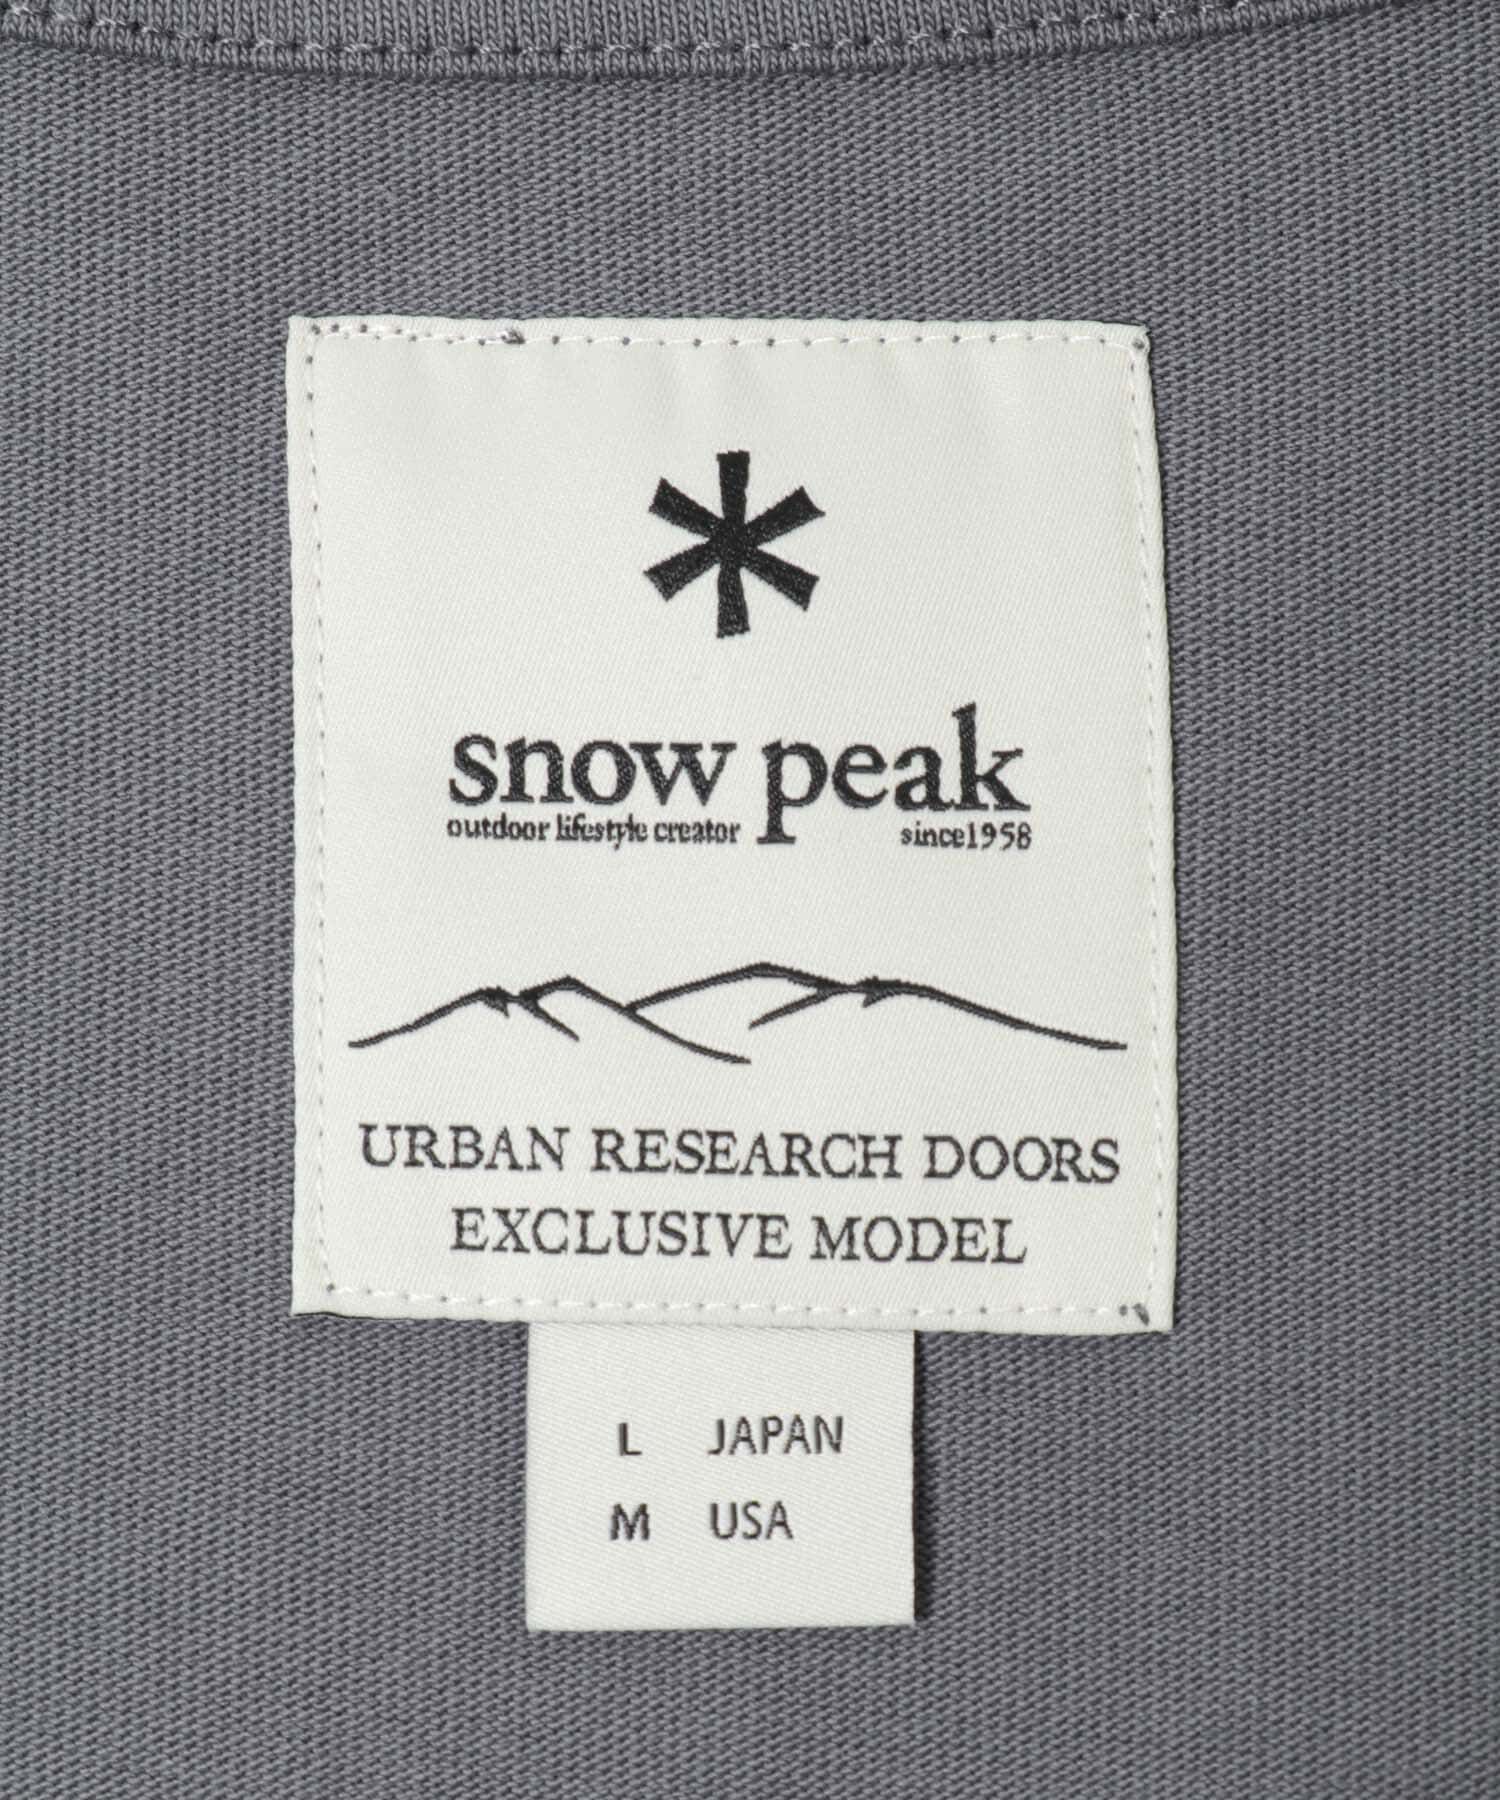 snow peak
outdoor lifestyle creator since1958
URBAN RESEARCH DOORS
EXCLUSIVE MODEL
L JAPAN
M USA